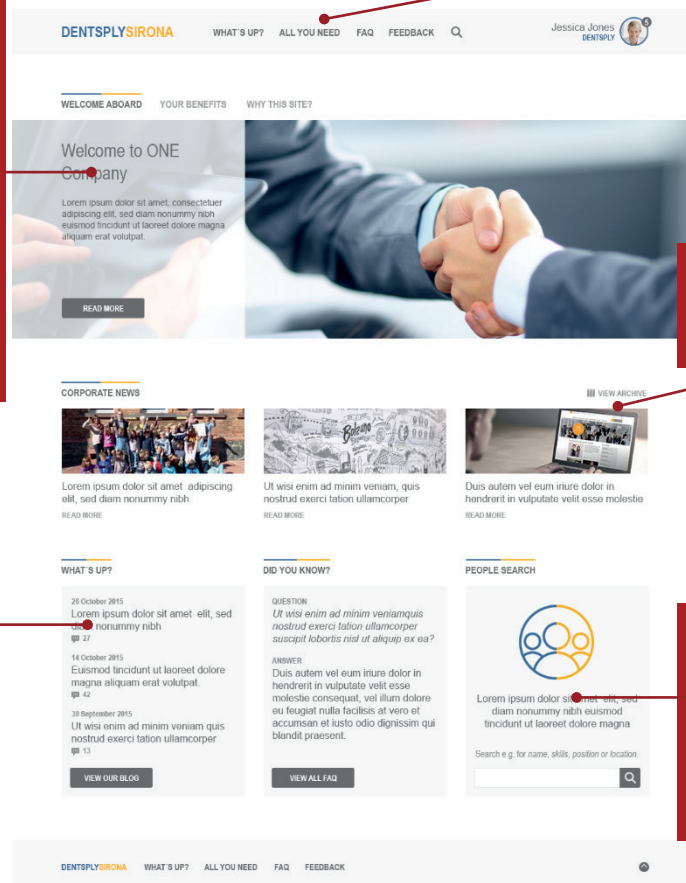 DENTSPLYSIRONA
WHAT´S UP? ALL YOU NEED FAQ FEEDBACK
Jessica Jones
DENTSPLY
5
WELCOME ABOARD YOUR BENEFITS WHY THIS SITE?
Welcome to ONE
Company
Lorem ipsum dolor sit amet, consectetuer
adipiscing elit, sed diam nonummy nibh
euismod tincidunt ut laoreet dolore magna
aliquam erat volutpat.
READ MORE
CORPORATE NEWS
VIEW ARCHIVE
Lorem ipsum dolor sit amet adipiscing
elit, sed diam nonummy nibh
READ MORE
Bolzano
Ut wisi enim ad minim veniam, quis
nostrud exerci tation ullamcorper
READ MORE
Duis autem vel eum iriure dolor in
hendrerit in vulputate velit esse molestie
READ MORE
WHAT´S UP?
26 October 2015
Lorem ipsum dolor sit amet elit, sed
diam nonummy nibh
27
14 October 2015
Euismod tincidunt ut laoreet dolore
magna aliquam erat volutpat.
42
30 September 2015
Ut wisi enim ad minim veniam quis
nostrud exerci tation ullamcorper
13
VIEW OUR BLOG
DID YOU KNOW?
QUESTION
Ut wisi enim ad minim veniamquis
nostrud exerci tation ullamcorper
suscipit lobortis nisl ut aliquip ex ea?
ANSWER
Duis autem vel eum iriure dolor in
hendrerit in vulputate velit esse
molestie consequat, vel illum dolore
eu feugiat nulla facilisis at vero et
accumsan et iusto odio dignissim qui
blandit praesent.
VIEW ALL FAQ
PEOPLE SEARCH
Lorem ipsum dolor sit amet elit, sed
diam nonummy nibh euismod
tincidunt ut laoreet dolore magna
Search e.g. for name, skills, position or location.
DENTSPLYSIRONA WHAT´S UP? ALL YOU NEED FAQ FEEDBACK